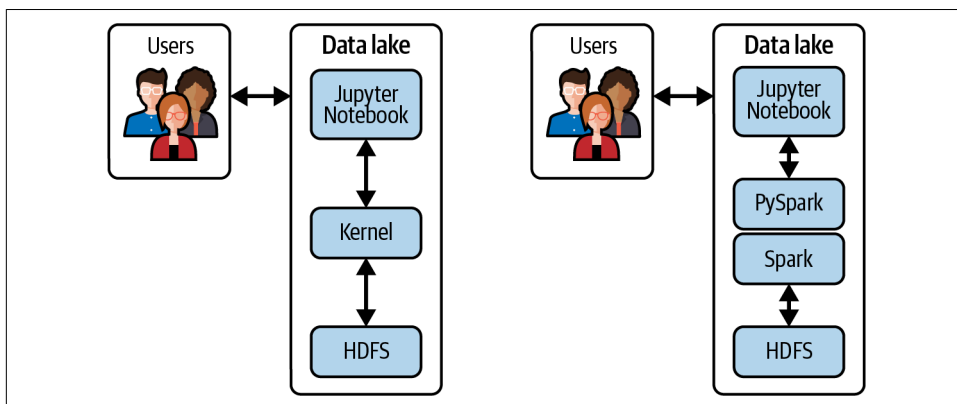 Users
Data lake
Jupyter
Notebook
Kernel
HDFS
Users
Data lake
Jupyter
Notebook
PySpark
Spark
HDFS